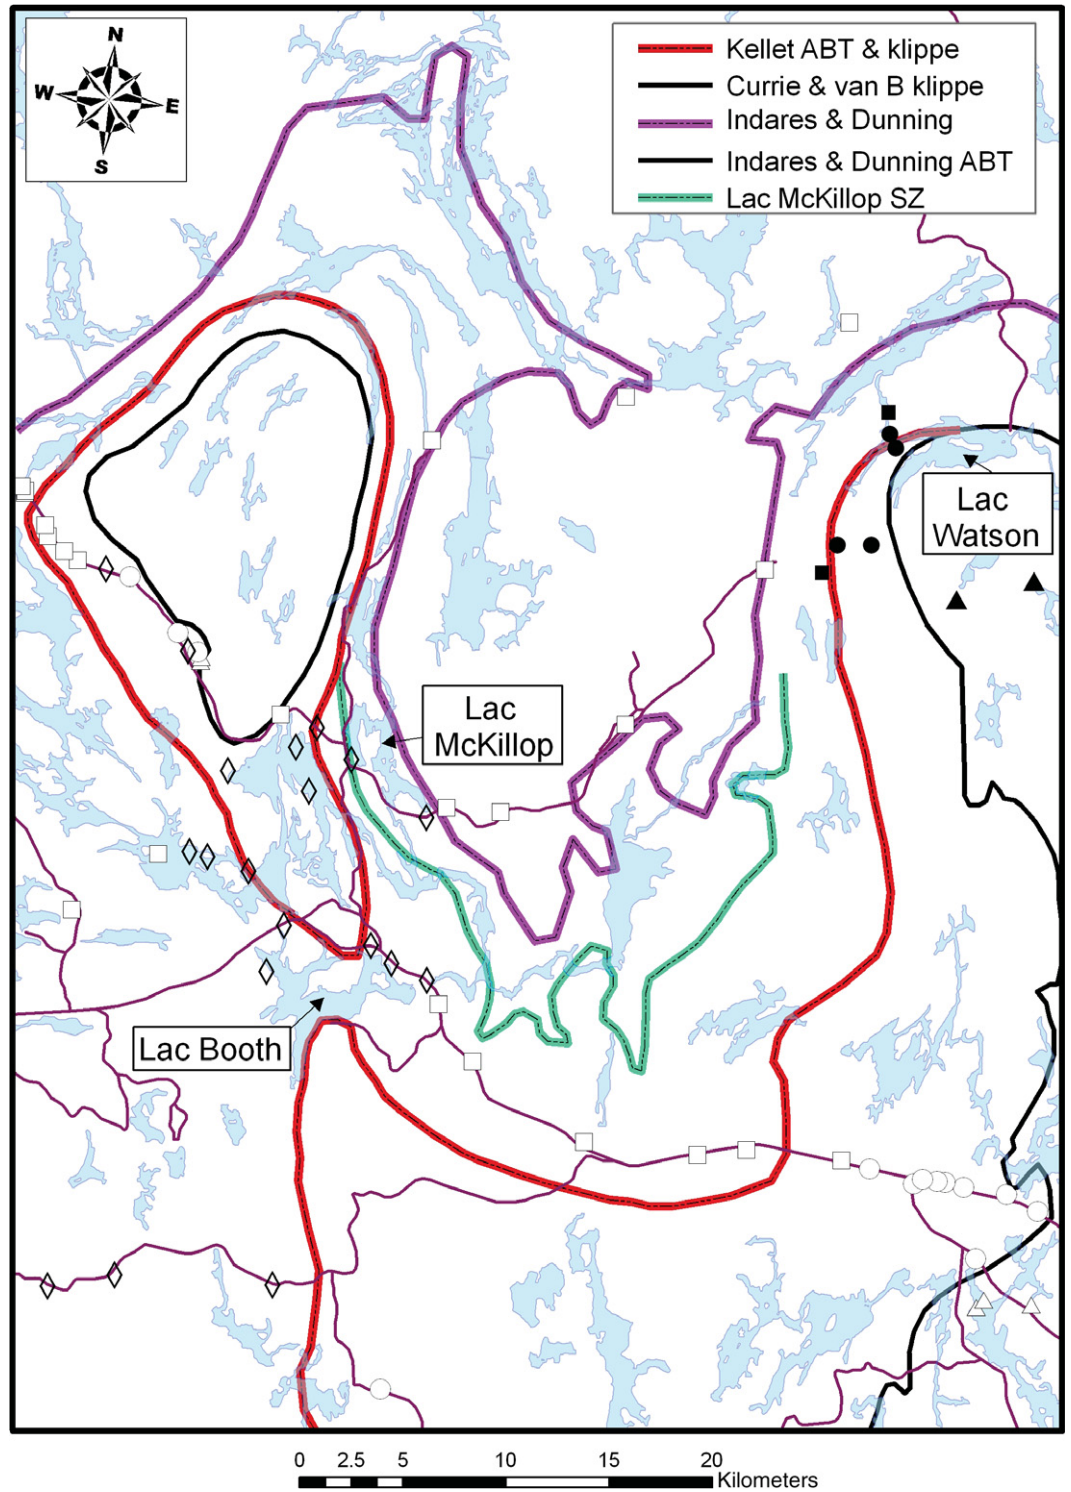 N
W
E
S
Kellet ABT & klippe
Currie & van B klippe
Indares & Dunning
Indares & Dunning ABT
Lac McKillop SZ
Lac
Watson
Lac
McKillop
Lac Booth
0 2.5 5 10 15 20
Kilometers